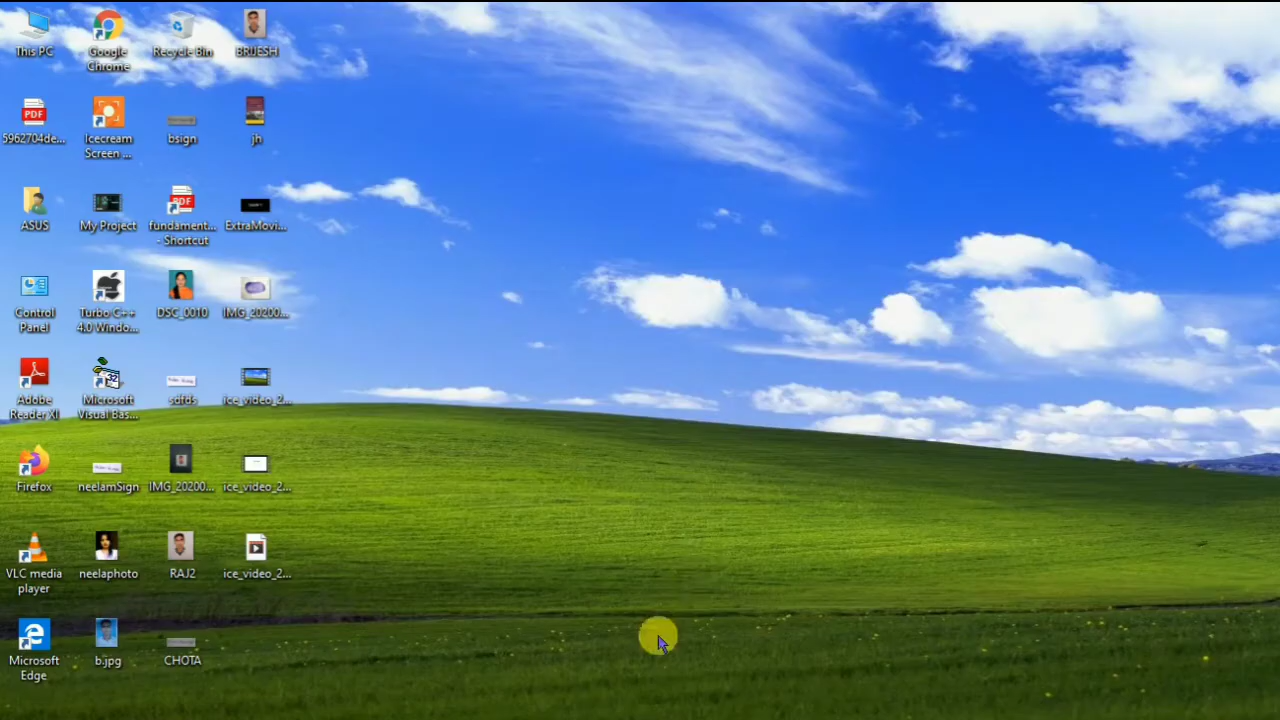 This PC
Google
Chrome
Recycle Bin
BRIJESH
PDF
5962704de...
Icecream
Screen ...
bsign
jh
ASUS
My Project
PDF
fundament...
- Shortcut
ExtraMovi...
Control
Panel
Turbo C++
4.0 Windo...
DSC_0010
IMG_20200...
Adobe
Reader XI
Microsoft
Visual Bas...
sdfds
ice_video_2...
Firefox
neelamSign
IMG_20200...
ice_video_2...
VLC media
player
neelaphoto
RAJ2
ice_video_2...
Microsoft
Edge
b.jpg
CHOTA